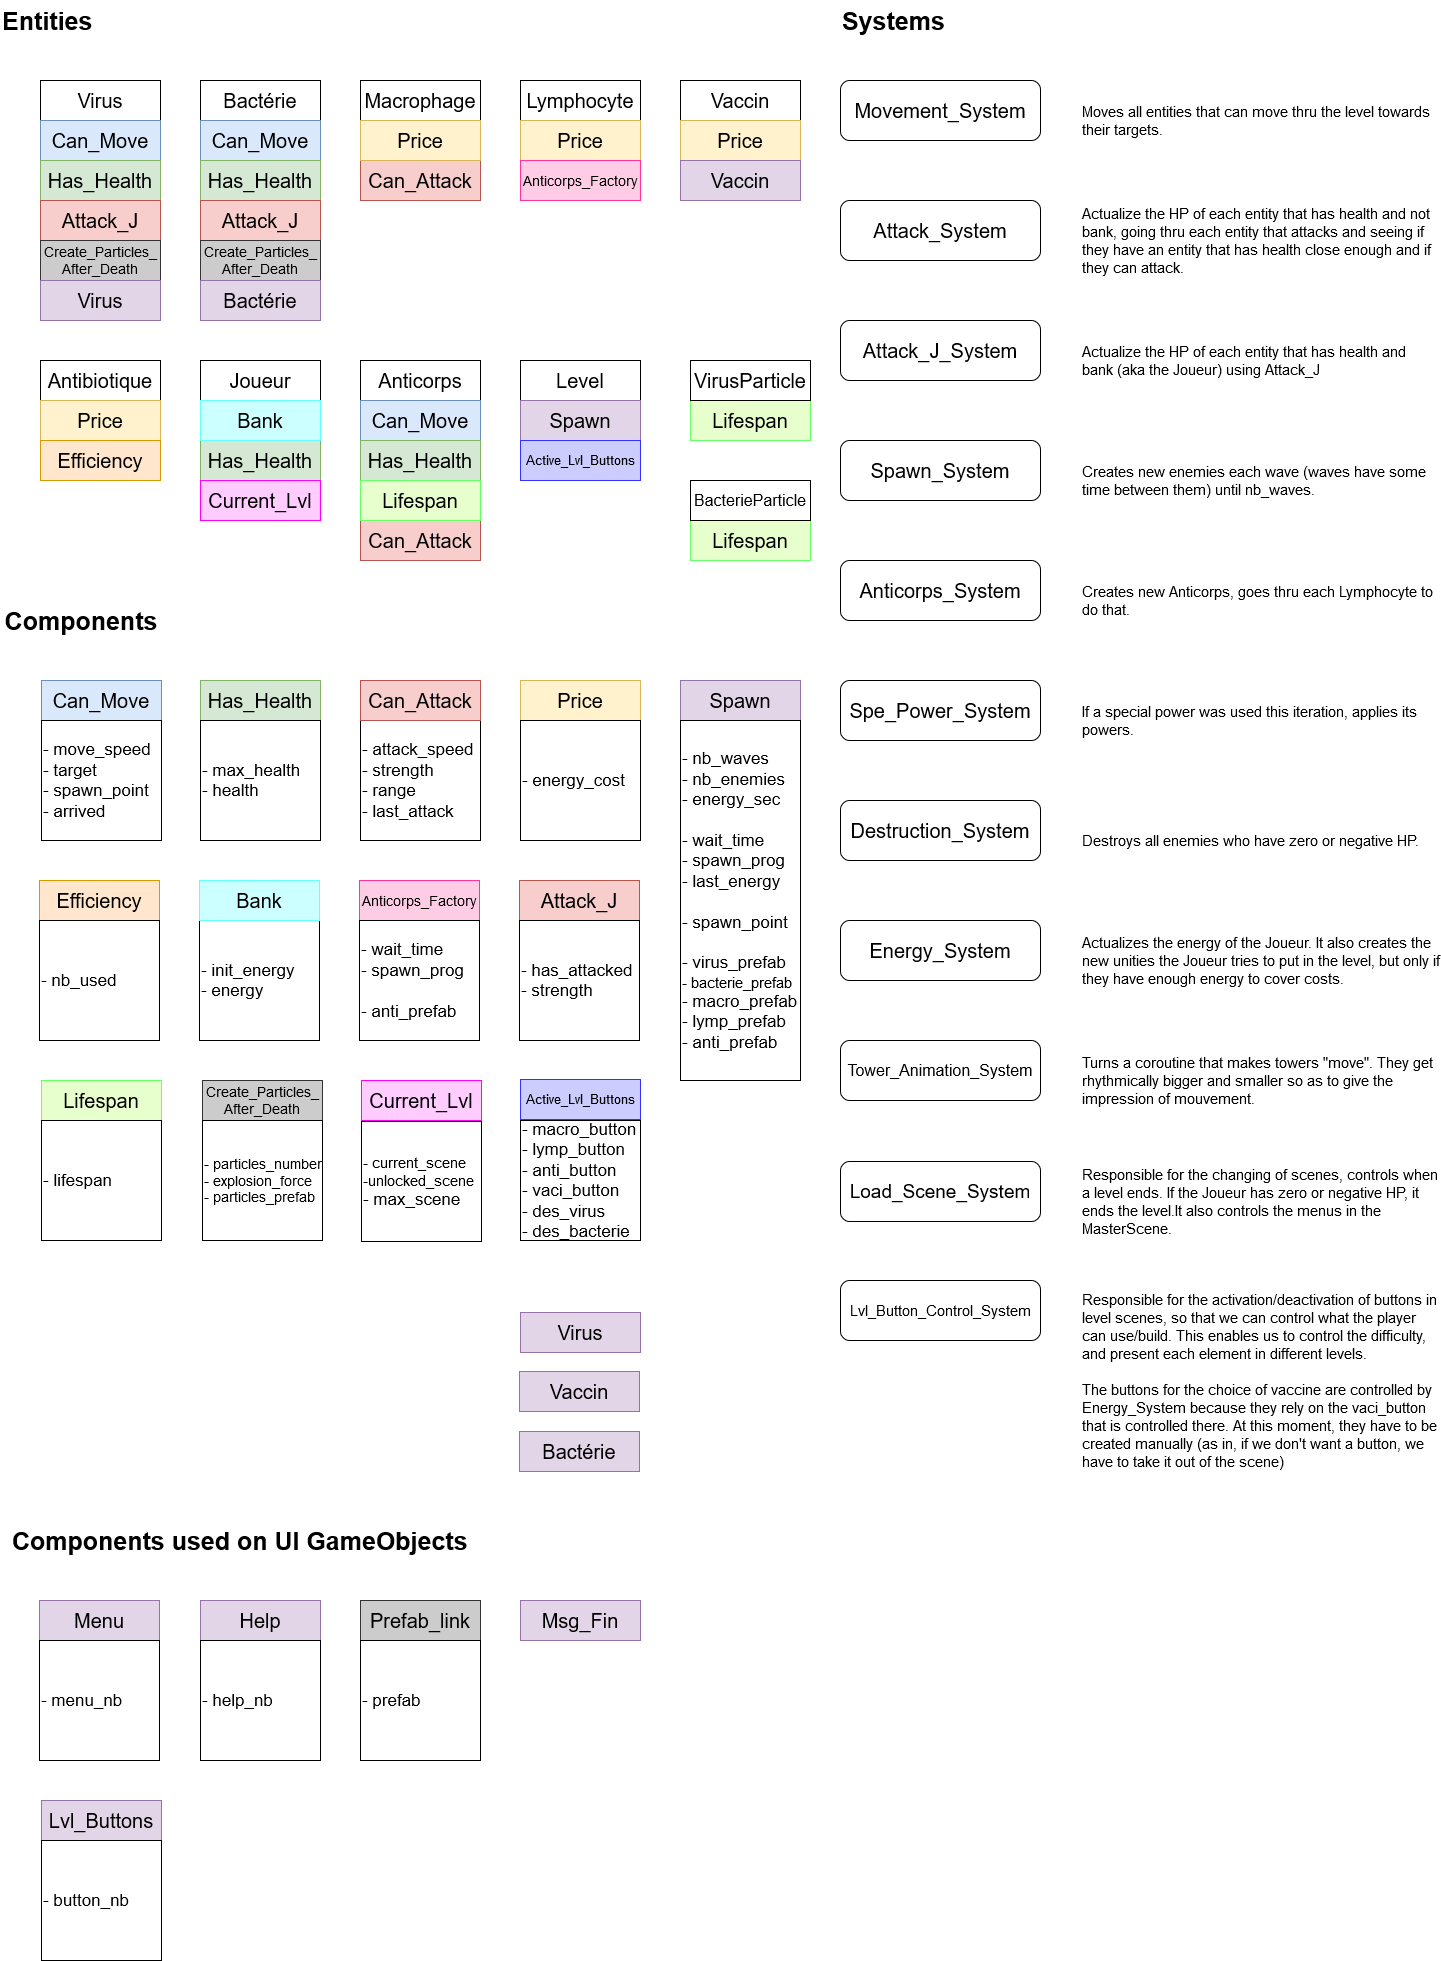 Entities
Virus
Can_Move
Has_Health
Attack_J
Create_Particles_
After_Death
Virus
Bactérie
Can_Move
Has_Health
Attack_J
Create_Particles_
After_Death
Bactérie
Macrophage
Price
Can_Attack
Lymphocyte
Price
Anticorps_Factory
Vaccin
Price
Vaccin
Antibiotique
Price
Efficiency
Joueur
Bank
Has_Health
Current_Lvl
Anticorps
Can_Move
Has_Health
Lifespan
Can_Attack
Level
Spawn
Active_Lvl_Buttons
VirusParticle
Lifespan
BacterieParticle
Lifespan
Components
Can_Move
- move_speed
- target
- spawn_point
- arrived
Has_Health
- max_health
- health
Can_Attack
- attack_speed
- strength
- range
- last_attack
Price
- energy_cost
Spawn
- nb_waves
- nb_enemies
- energy_sec
- wait_time
- spawn_prog
- last_energy
- spawn_point
- virus_prefab
- bacterie_prefab
- macro_prefab
- lymp_prefab
- anti_prefab
Efficiency
- nb_used
Bank
- init_energy
- energy
Anticorps_Factory
- wait_time
- spawn_prog
- anti_prefab
Attack_J
- has_attacked
- strength
Lifespan
- lifespan
Create_Particles_
After_Death
- particles_number
- explosion_force
- particles_prefab
Current_Lvl
- current_scene
-unlocked_scene
- max_scene
Active_Lvl_Buttons
- macro_button
- lymp_button
- anti_button
- vaci_button
- des_virus
- des_bacterie
Virus
Vaccin
Bactérie
Components used on UI GameObjects
Menu
- menu_nb
Help
- help_nb
Prefab_link
- prefab
Msg_Fin
Lvl_Buttons
- button_nb
Systems
Movement_System
Moves all entities that can move thru the level towards
their targets.
Attack_System
Actualize the HP of each entity that has health and not
bank, going thru each entity that attacks and seeing if
they have an entity that has health close enough and if
they can attack.
Attack_J_System
Actualize the HP of each entity that has health and
bank (aka the Joueur) using Attack_J
Spawn_System
Creates new enemies each wave (waves have some
time between them) until nb_waves.
Anticorps_System
Creates new Anticorps, goes thru each Lymphocyte to
do that.
Spe_Power_System
If a special power was used this iteration, applies its
powers.
Destruction_System
Destroys all enemies who have zero or negative HP.
Energy_System
Actualizes the energy of the Joueur. It also creates the
new unities the Joueur tries to put in the level, but only if
they have enough energy to cover costs.
Tower_Animation_System
Turns a coroutine that makes towers "move". They get
rhythmically bigger and smaller so as to give the
impression of mouvement.
Load_Scene_System
Responsible for the changing of scenes, controls when
a level ends. If the Joueur has zero or negative HP, it
ends the level.It also controls the menus in the
MasterScene.
Lvl_Button_Control_System
Responsible for the activation/deactivation of buttons in
level scenes, so that we can control what the player
can use/build. This enables us to control the difficulty,
and present each element in different levels.
The buttons for the choice of vaccine are controlled by
Energy_System because they rely on the vaci_button
that is controlled there. At this moment, they have to be
created manually (as in, if we don't want a button, we
have to take it out of the scene)